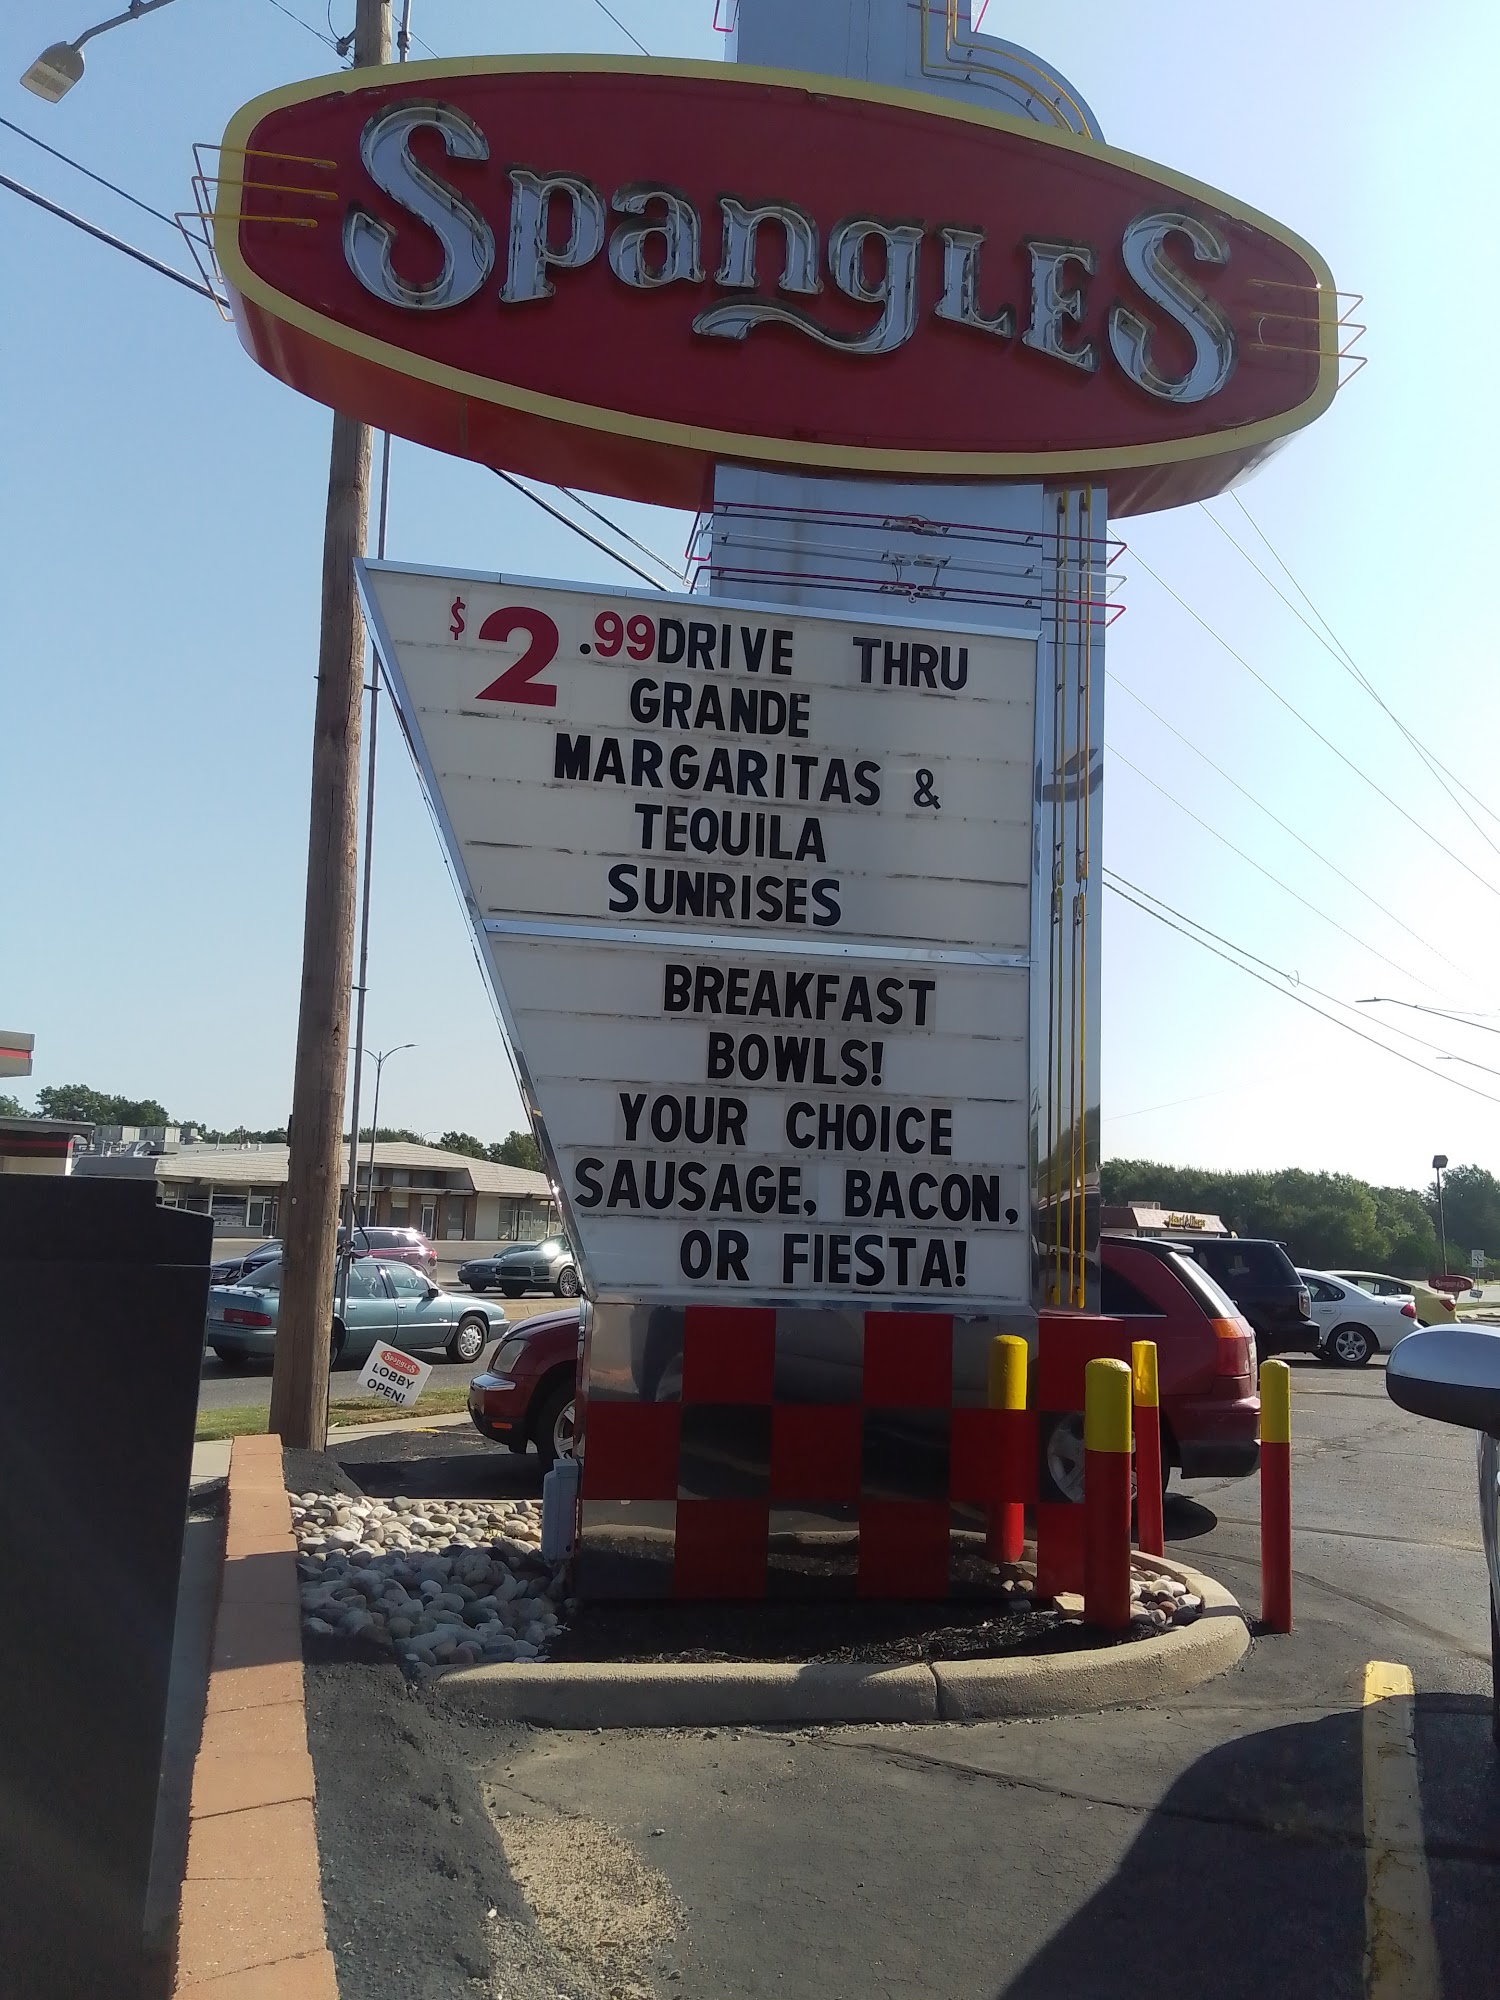 Spangles
$2.99 DRIVE THRU
GRANDE
MARGARITAS &
TEQUILA
SUNRISES
BREAKFAST
BOWLS!
YOUR CHOICE
SAUSAGE, BACON,
OR FIESTA!
Spangles
LOBBY
OPEN!